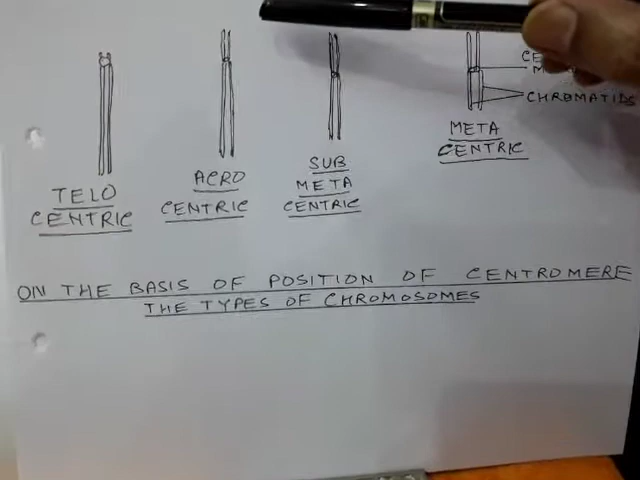 CHROMATIDS
TELO
CENTRIC
ACRO
CENTRIC
SUB
META
CENTRIC
META
CENTRIC
ON THE BASIS OF POSITION OF CENTROMERE
THE TYPES OF CHROMOSOMES